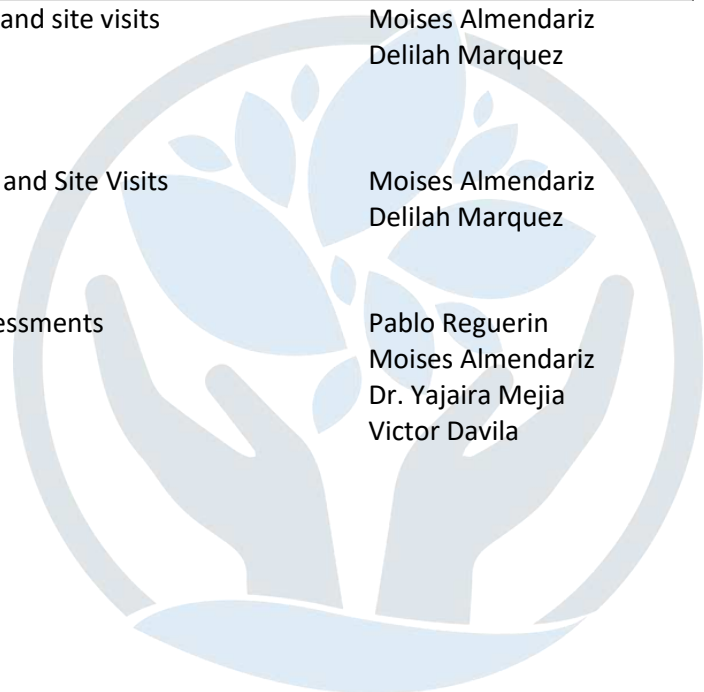 and site visits Moises Almendariz
Delilah Marquez
and Site Visits Moises Almendariz
Delilah Marquez
Pablo Reguerin
Moises Almendariz
Dr. Yajaira Mejia
Victor Davila